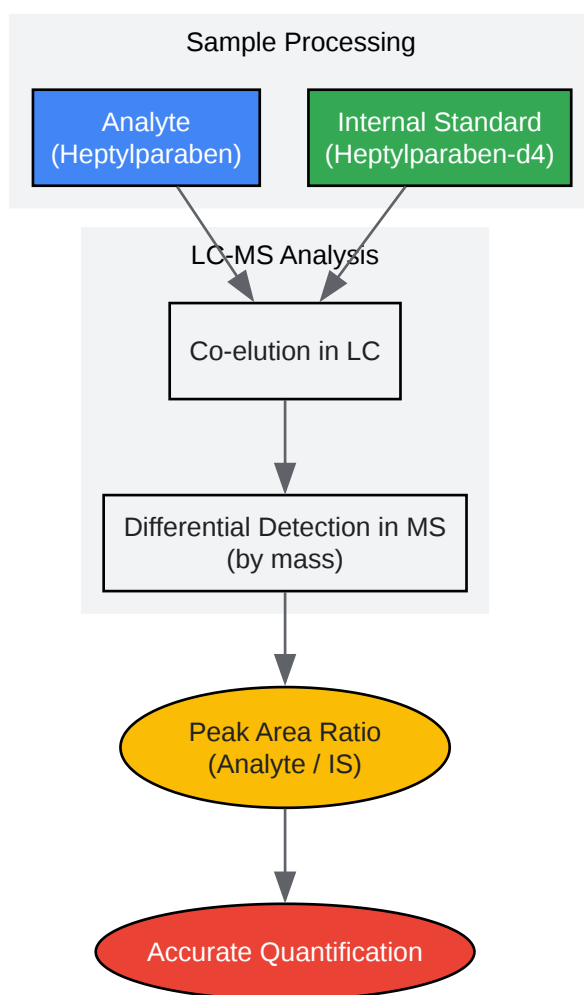 Sample Processing
Analyte
(Heptylparaben)
Internal Standard
(Heptylparaben-d4)
LC-MS Analysis
Co-elution in LC
Differential Detection in MS
(by mass)
Peak Area Ratio
(Analyte / IS)
Accurate Quantification